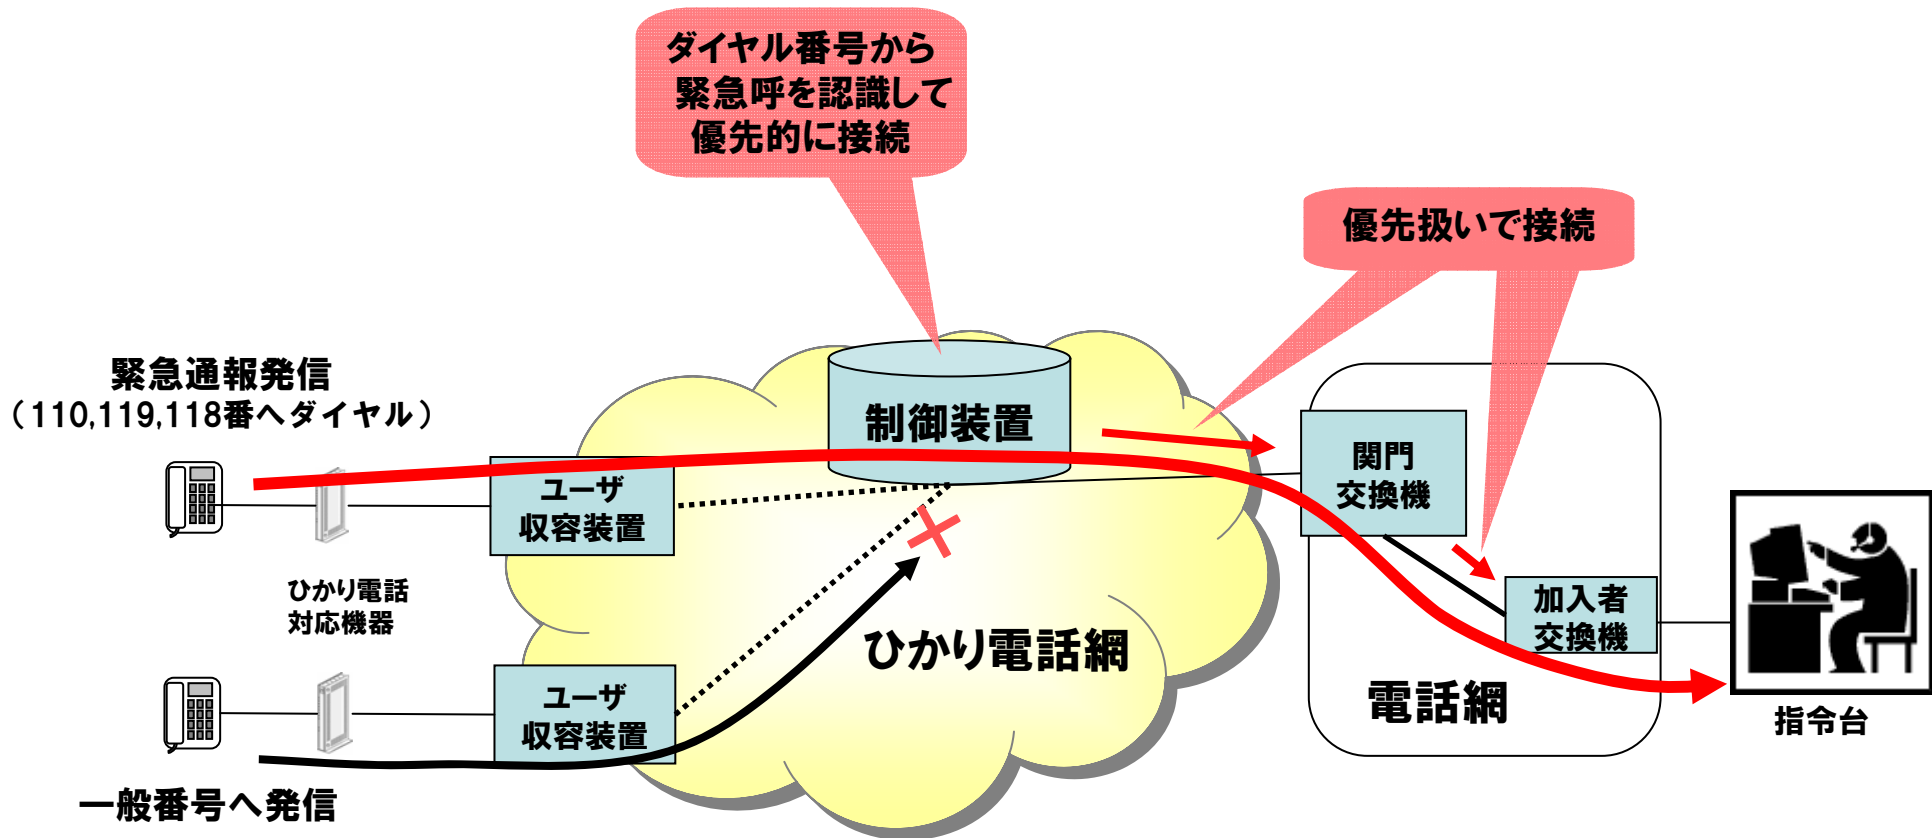 ダイヤル番号から
緊急呼を認識して
優先的に接続
優先扱いで接続
緊急通報発信
（110,119,118番へダイヤル）
制御装置
関門
交換機
ユーザ
収容装置
ひかり電話
対応機器
加入者
交換機
ひかり電話網
ユーザ
収容装置
電話網
指令台
一般番号へ発信